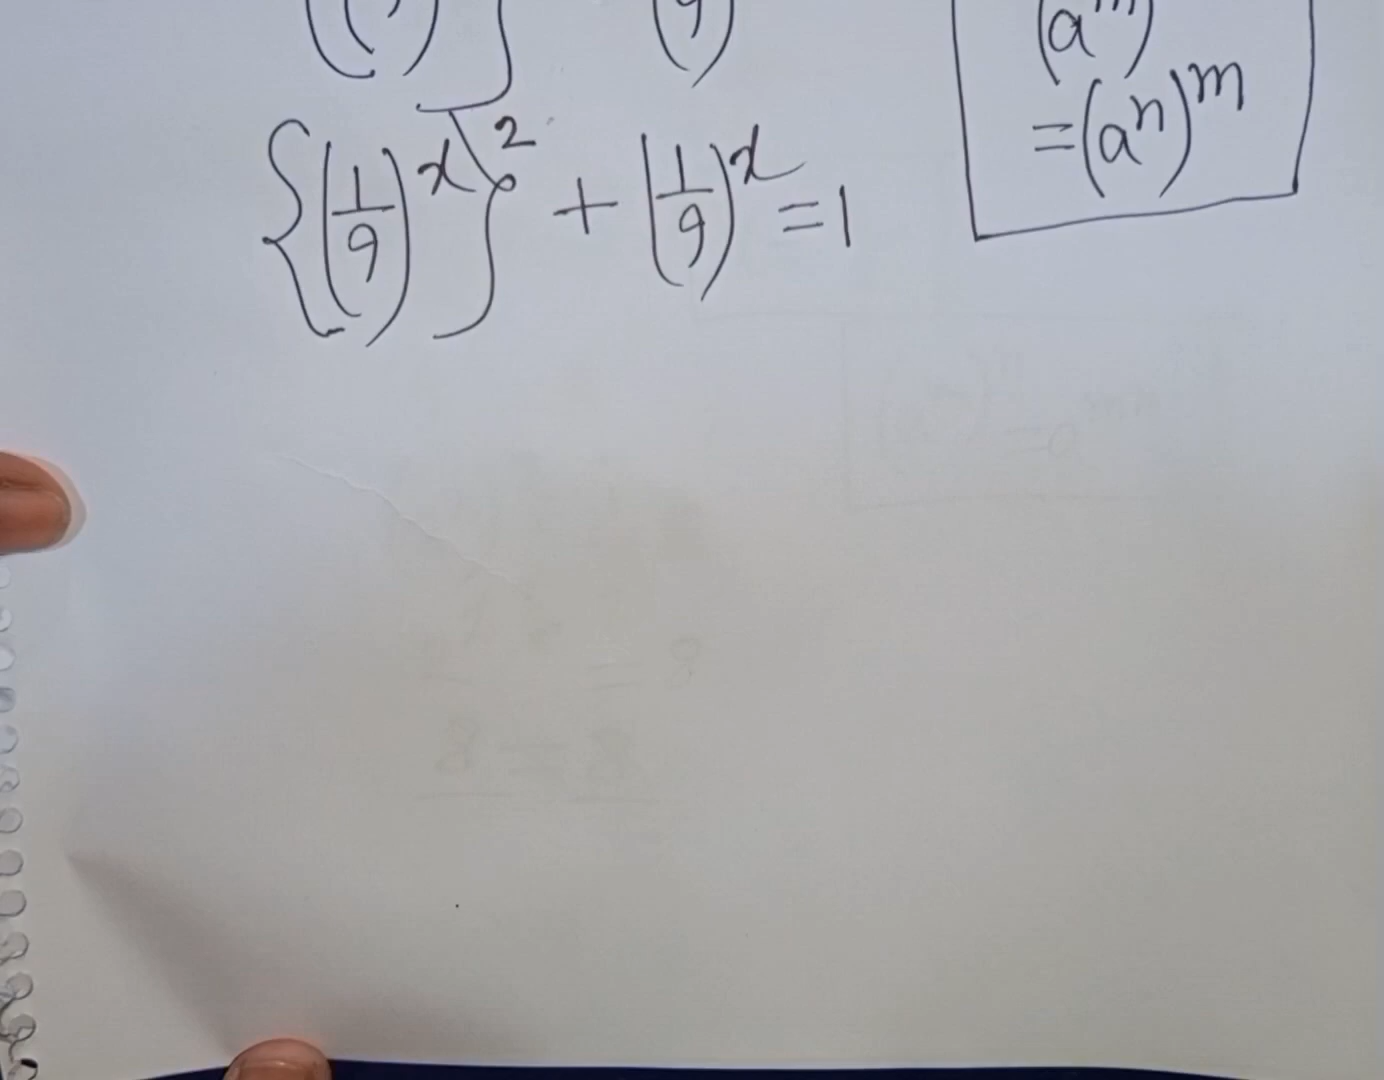 (a^m)
=(a^n)^m
{(1/9)^x}^2 + (1/9)^x = 1